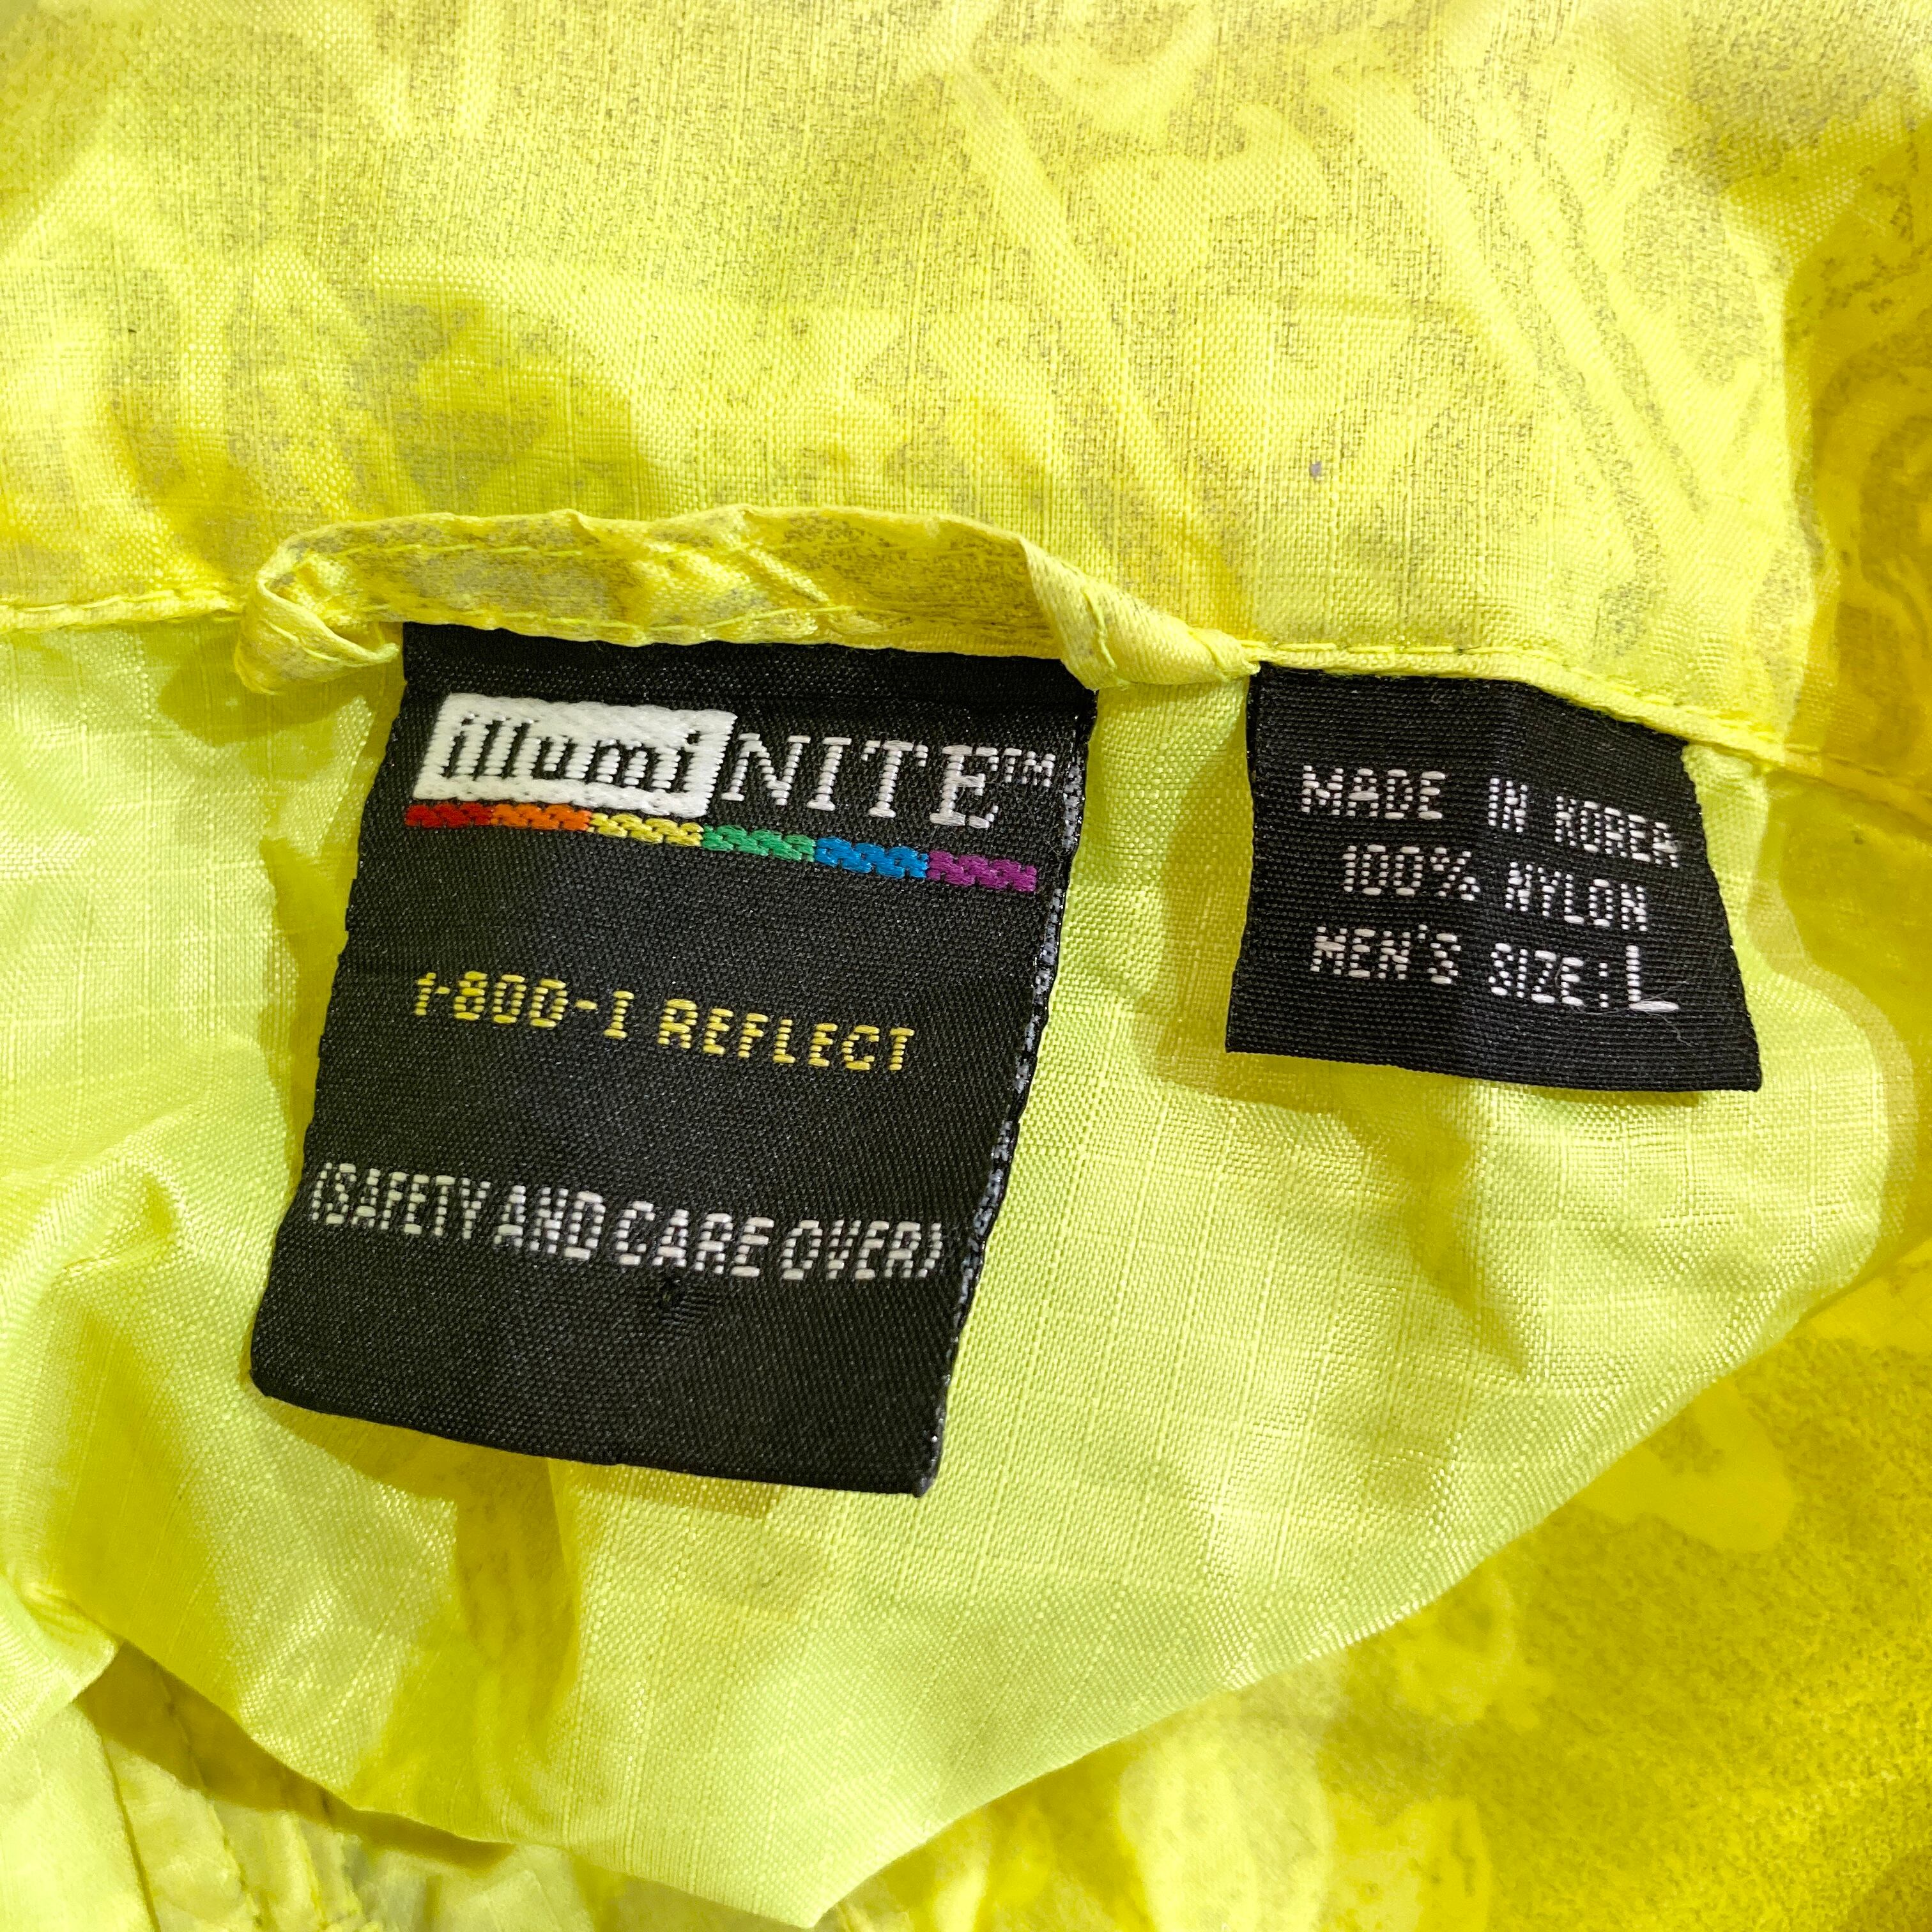 illumiNITE™
1-800-1 REFLECT
(SAFETY AND CARE OVER)
MADE IN KOREA
100% NYLON
MEN'S SIZE: L